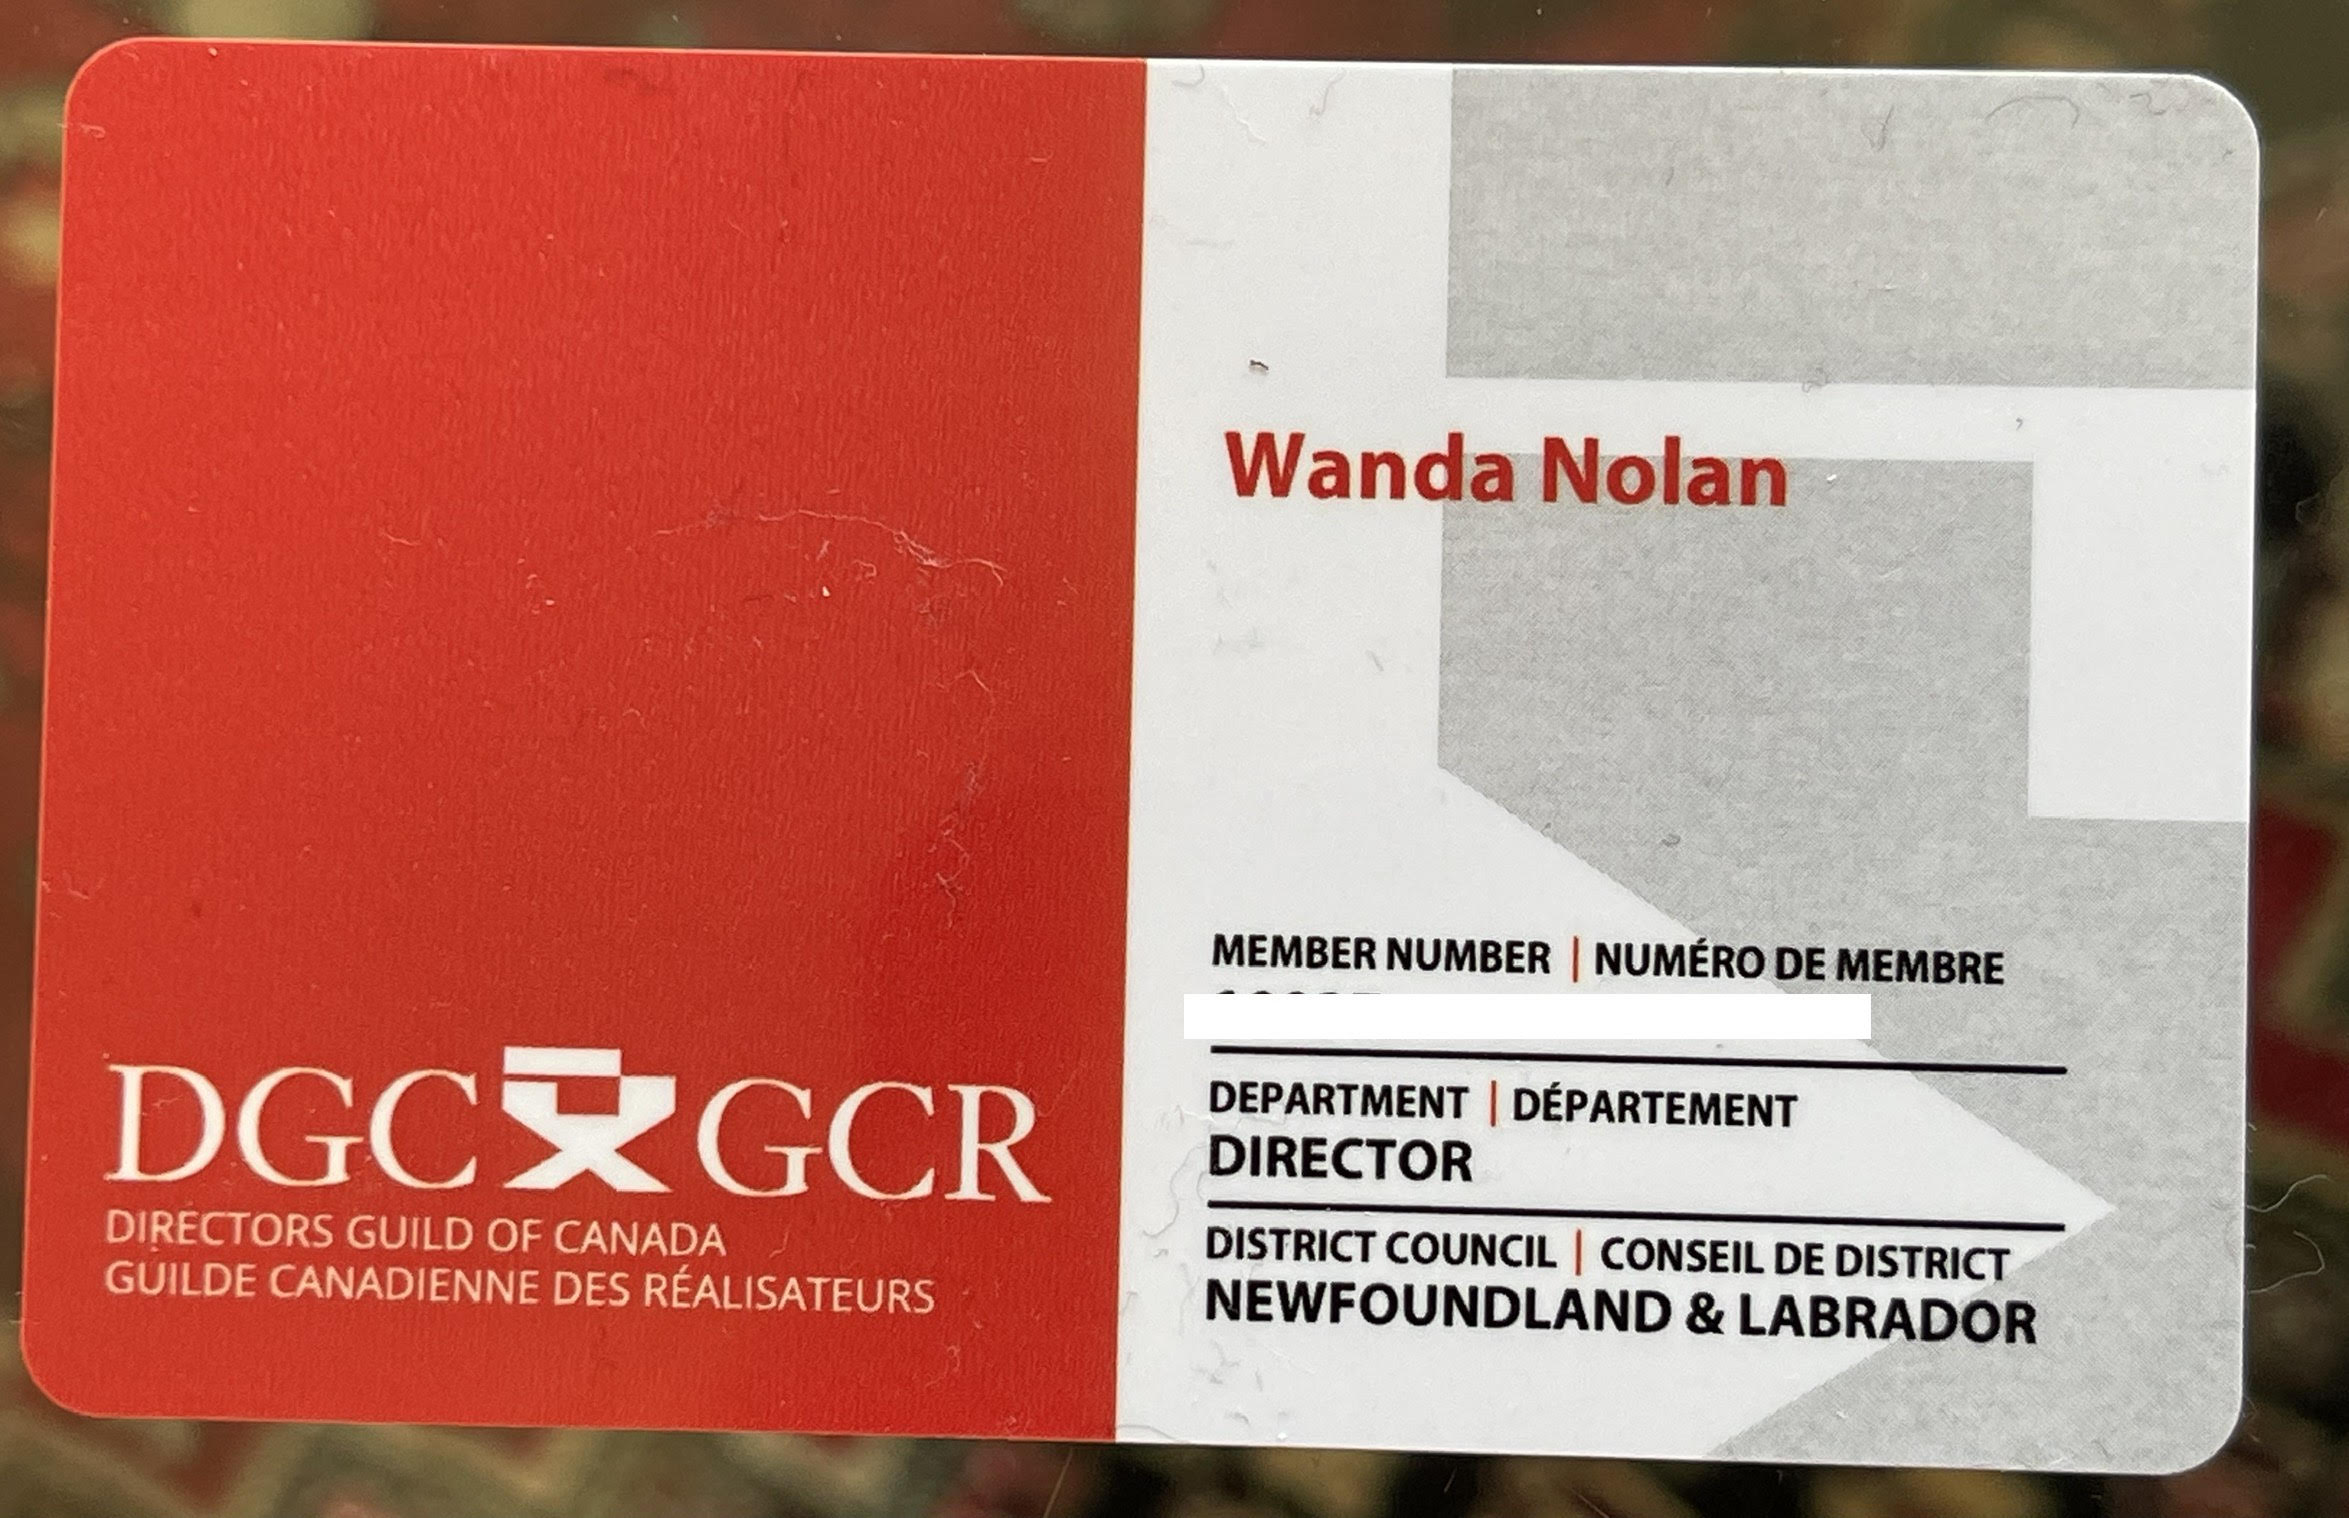 Wanda Nolan
MEMBER NUMBER | NUMÉRO DE MEMBRE
DEPARTMENT | DÉPARTEMENT
DIRECTOR
DISTRICT COUNCIL | CONSEIL DE DISTRICT
NEWFOUNDLAND & LABRADOR
DGC GCR
DIRECTORS GUILD OF CANADA
GUILDE CANADIENNE DES RÉALISATEURS